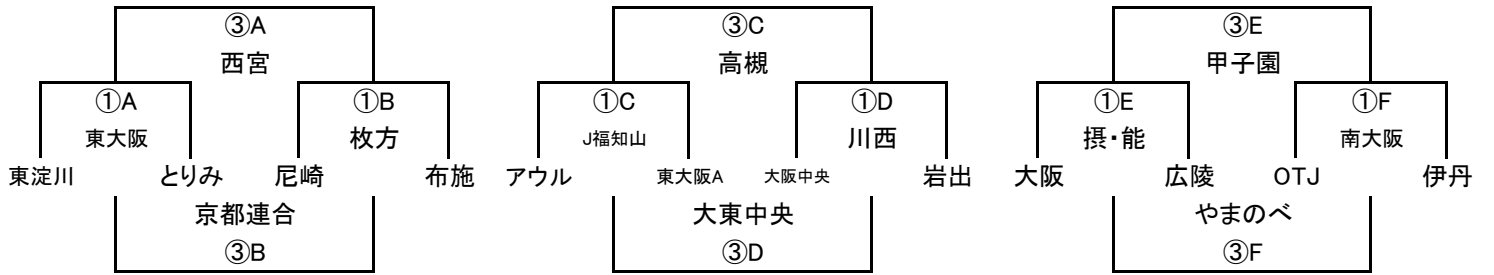 ③A ③C ③E
西宮 高槻 甲子園
①A ①B ①C ①D ①E ①F
東大阪 枚方 J福知山 川西 摂・能 南大阪
東淀川 とりみ 尼崎 布施 アウル 東大阪A 大阪中央 岩出 大阪 広陵 OTJ 伊丹
京都連合 大東中央 やまのべ
③B ③D ③F